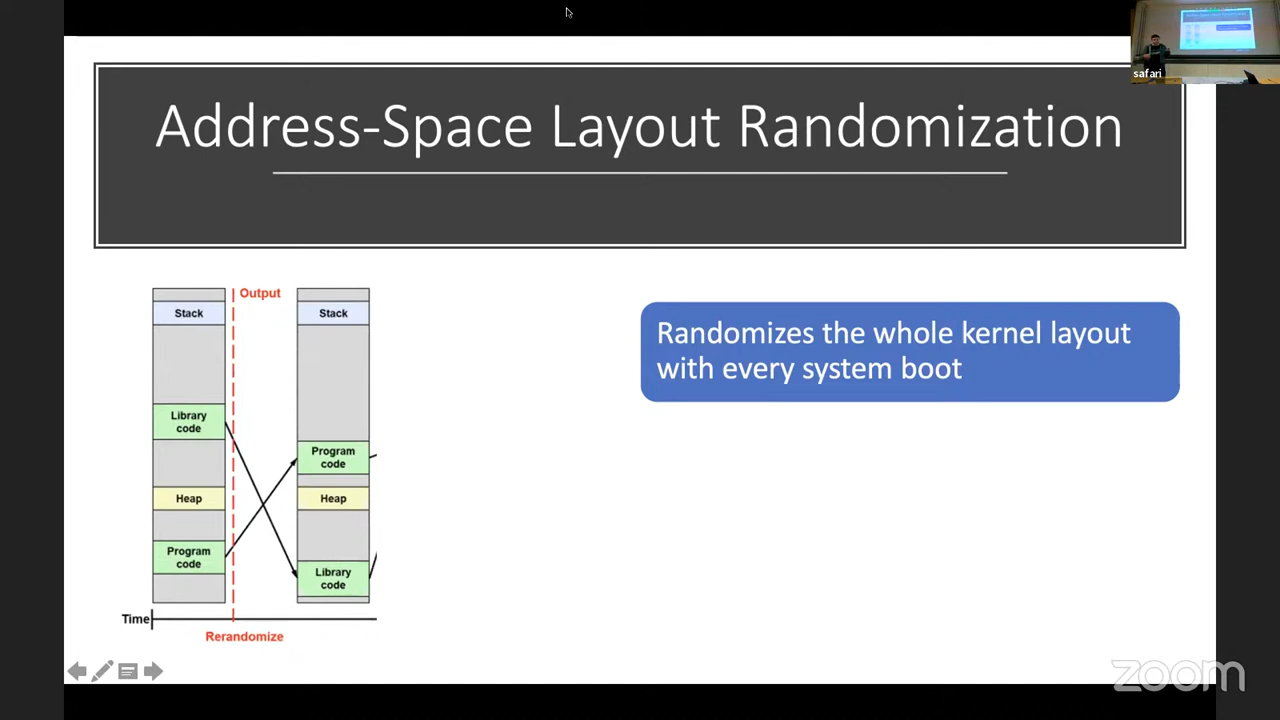 safari
Address-Space Layout Randomization
Output
Stack
Stack
Randomizes the whole kernel layout
with every system boot
Library
code
Program
code
Heap
Heap
Program
code
Library
code
Time
Rerandomize
zoom